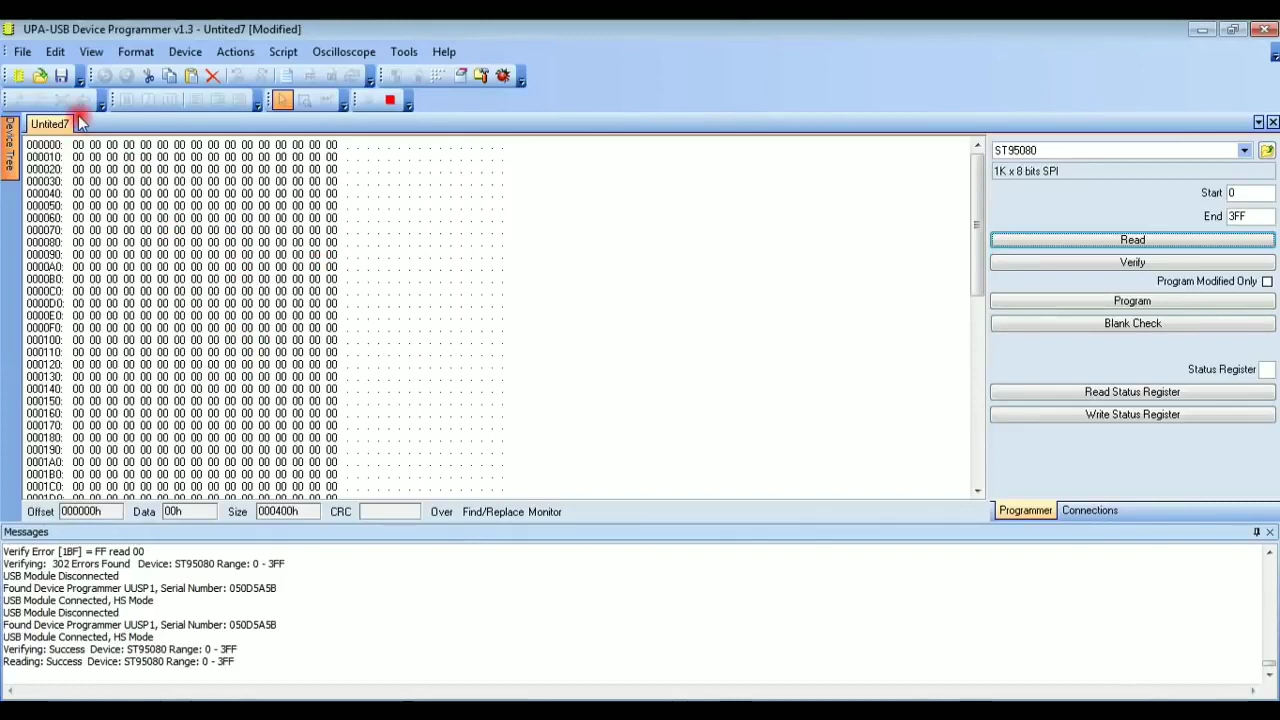 UPA-USB Device Programmer v1.3 - Untited7 [Modified]
File Edit View Format Device Actions Script Oscilloscope Tools Help
Device Tree
Untited7
000000: 00 00 00 00 00 00 00 00 00 00 00 00 00 00 00 00 . . . . . . . . . . . . . . . .
000010: 00 00 00 00 00 00 00 00 00 00 00 00 00 00 00 00 . . . . . . . . . . . . . . . .
000020: 00 00 00 00 00 00 00 00 00 00 00 00 00 00 00 00 . . . . . . . . . . . . . . . .
000030: 00 00 00 00 00 00 00 00 00 00 00 00 00 00 00 00 . . . . . . . . . . . . . . . .
000040: 00 00 00 00 00 00 00 00 00 00 00 00 00 00 00 00 . . . . . . . . . . . . . . . .
000050: 00 00 00 00 00 00 00 00 00 00 00 00 00 00 00 00 . . . . . . . . . . . . . . . .
000060: 00 00 00 00 00 00 00 00 00 00 00 00 00 00 00 00 . . . . . . . . . . . . . . . .
000070: 00 00 00 00 00 00 00 00 00 00 00 00 00 00 00 00 . . . . . . . . . . . . . . . .
000080: 00 00 00 00 00 00 00 00 00 00 00 00 00 00 00 00 . . . . . . . . . . . . . . . .
000090: 00 00 00 00 00 00 00 00 00 00 00 00 00 00 00 00 . . . . . . . . . . . . . . . .
0000A0: 00 00 00 00 00 00 00 00 00 00 00 00 00 00 00 00 . . . . . . . . . . . . . . . .
0000B0: 00 00 00 00 00 00 00 00 00 00 00 00 00 00 00 00 . . . . . . . . . . . . . . . .
0000C0: 00 00 00 00 00 00 00 00 00 00 00 00 00 00 00 00 . . . . . . . . . . . . . . . .
0000D0: 00 00 00 00 00 00 00 00 00 00 00 00 00 00 00 00 . . . . . . . . . . . . . . . .
0000E0: 00 00 00 00 00 00 00 00 00 00 00 00 00 00 00 00 . . . . . . . . . . . . . . . .
0000F0: 00 00 00 00 00 00 00 00 00 00 00 00 00 00 00 00 . . . . . . . . . . . . . . . .
000100: 00 00 00 00 00 00 00 00 00 00 00 00 00 00 00 00 . . . . . . . . . . . . . . . .
000110: 00 00 00 00 00 00 00 00 00 00 00 00 00 00 00 00 . . . . . . . . . . . . . . . .
000120: 00 00 00 00 00 00 00 00 00 00 00 00 00 00 00 00 . . . . . . . . . . . . . . . .
000130: 00 00 00 00 00 00 00 00 00 00 00 00 00 00 00 00 . . . . . . . . . . . . . . . .
000140: 00 00 00 00 00 00 00 00 00 00 00 00 00 00 00 00 . . . . . . . . . . . . . . . .
000150: 00 00 00 00 00 00 00 00 00 00 00 00 00 00 00 00 . . . . . . . . . . . . . . . .
000160: 00 00 00 00 00 00 00 00 00 00 00 00 00 00 00 00 . . . . . . . . . . . . . . . .
000170: 00 00 00 00 00 00 00 00 00 00 00 00 00 00 00 00 . . . . . . . . . . . . . . . .
000180: 00 00 00 00 00 00 00 00 00 00 00 00 00 00 00 00 . . . . . . . . . . . . . . . .
000190: 00 00 00 00 00 00 00 00 00 00 00 00 00 00 00 00 . . . . . . . . . . . . . . . .
0001A0: 00 00 00 00 00 00 00 00 00 00 00 00 00 00 00 00 . . . . . . . . . . . . . . . .
0001B0: 00 00 00 00 00 00 00 00 00 00 00 00 00 00 00 00 . . . . . . . . . . . . . . . .
0001C0: 00 00 00 00 00 00 00 00 00 00 00 00 00 00 00 00 . . . . . . . . . . . . . . . .
Offset 000000h Data 00h Size 000400h CRC Over Find/Replace Monitor
ST95080
1K x 8 bits SPI
Start 0
End 3FF
Read
Verify
Program Modified Only
Program
Blank Check
Status Register
Read Status Register
Write Status Register
Programmer Connections
Messages
Verify Error [1BF] = FF read 00
Verifying: 302 Errors Found Device: ST95080 Range: 0 - 3FF
USB Module Disconnected
Found Device Programmer UUSP1, Serial Number: 050D5A5B
USB Module Connected, HS Mode
USB Module Disconnected
Found Device Programmer UUSP1, Serial Number: 050D5A5B
USB Module Connected, HS Mode
Verifying: Success Device: ST95080 Range: 0 - 3FF
Reading: Success Device: ST95080 Range: 0 - 3FF